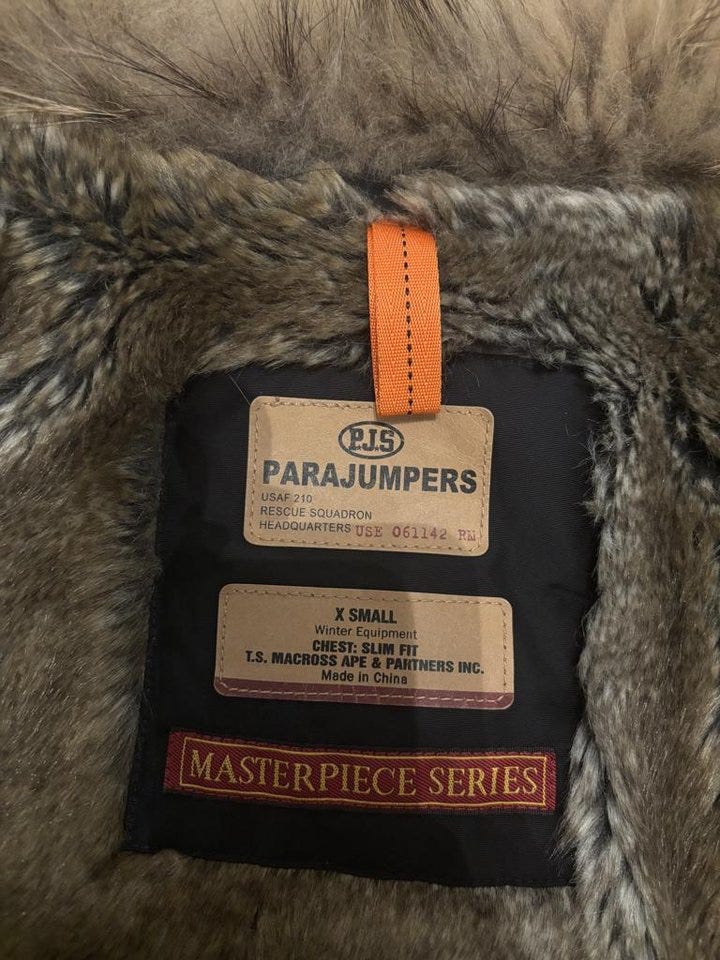 P.J.S
PARAJUMPERS
USAF 210
RESCUE SQUADRON
HEADQUARTERS USE 061142 RM
X SMALL
Winter Equipment
CHEST: SLIM FIT
T.S. MACROSS APE & PARTNERS INC.
Made in China
MASTERPIECE SERIES